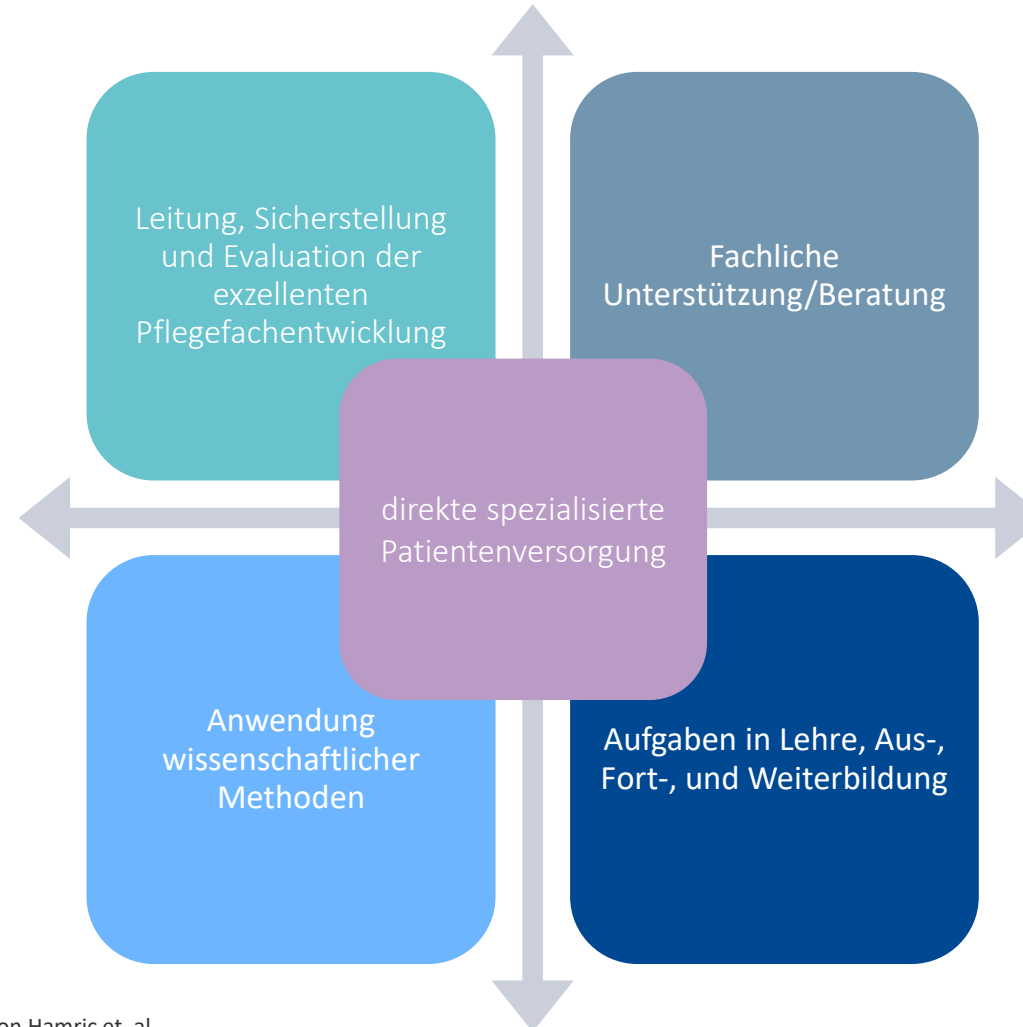 Leitung, Sicherstellung
und Evaluation der
exzellenten
Pflegefachentwicklung
Fachliche
Unterstützung/Beratung
direkte spezialisierte
Patientenversorgung
Anwendung
wissenschaftlicher
Methoden
Aufgaben in Lehre, Aus-,
Fort-, und Weiterbildung
Hamric et. al